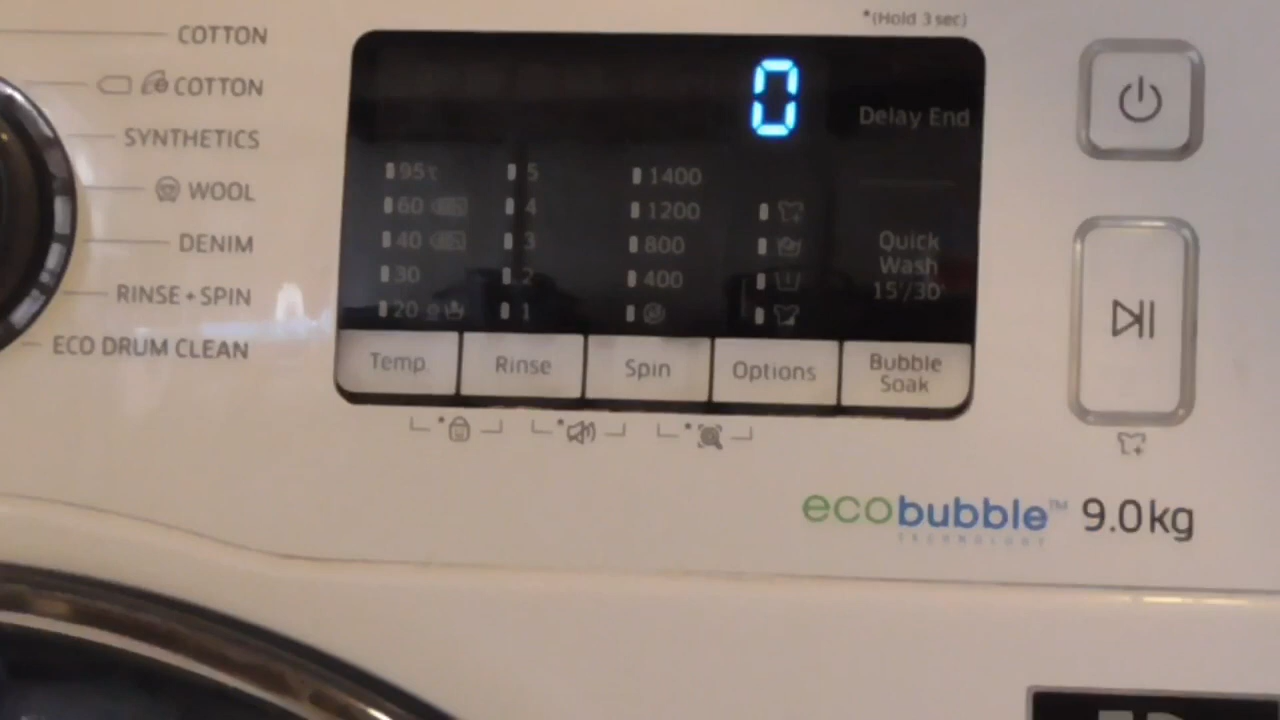 *(Hold 3 sec)
COTTON
COTTON
SYNTHETICS
WOOL
DENIM
RINSE + SPIN
ECO DRUM CLEAN
0
Delay End
95℃ 5 1400
60 4 1200
40 3 800
30 2 400
20 1
Quick
Wash
15'/30'
Temp. Rinse Spin Options Bubble
Soak
ecobubble™ 9.0kg
TECHNOLOGY